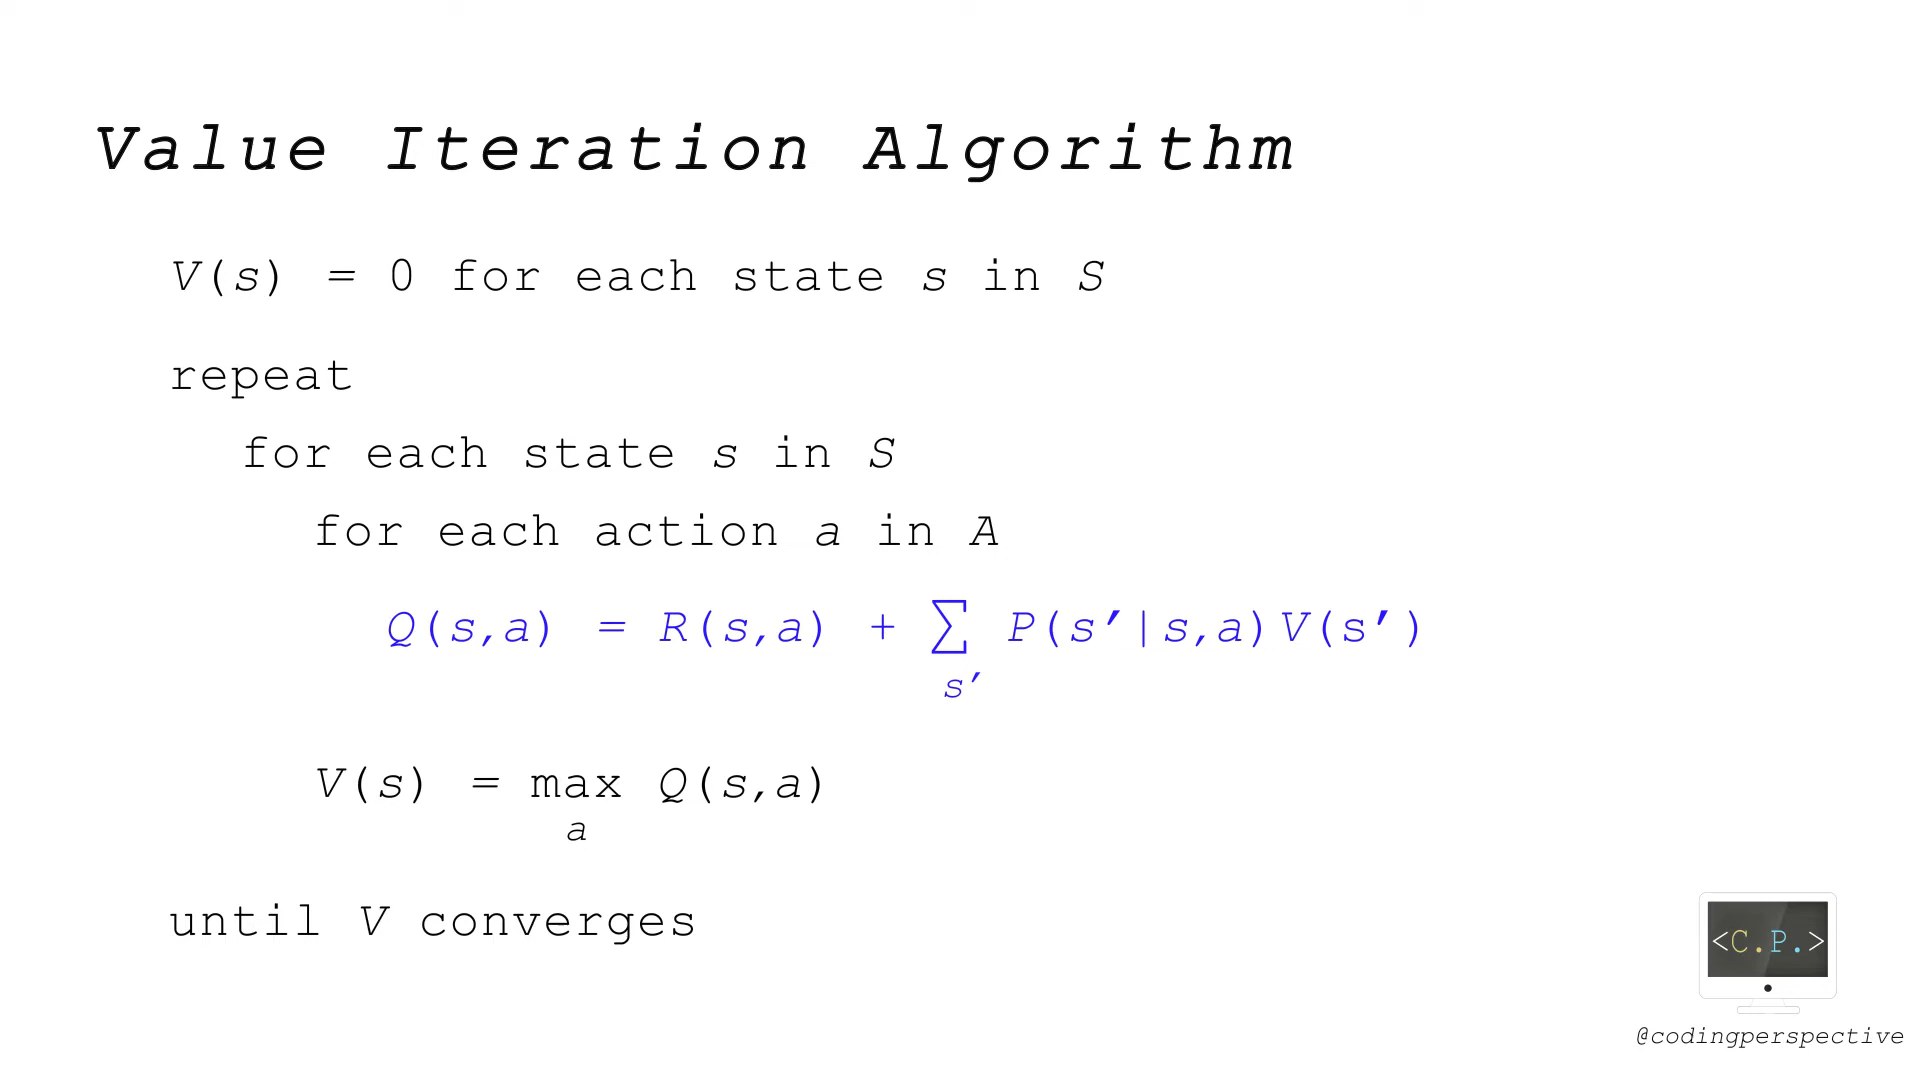 Value Iteration Algorithm
V(s) = 0 for each state s in S
repeat
for each state s in S
for each action a in A
Q(s,a) = R(s,a) + ∑ P(s′|s,a)V(s′)
s′
V(s) = max Q(s,a)
a
until V converges
<C.P.>
@codingperspective